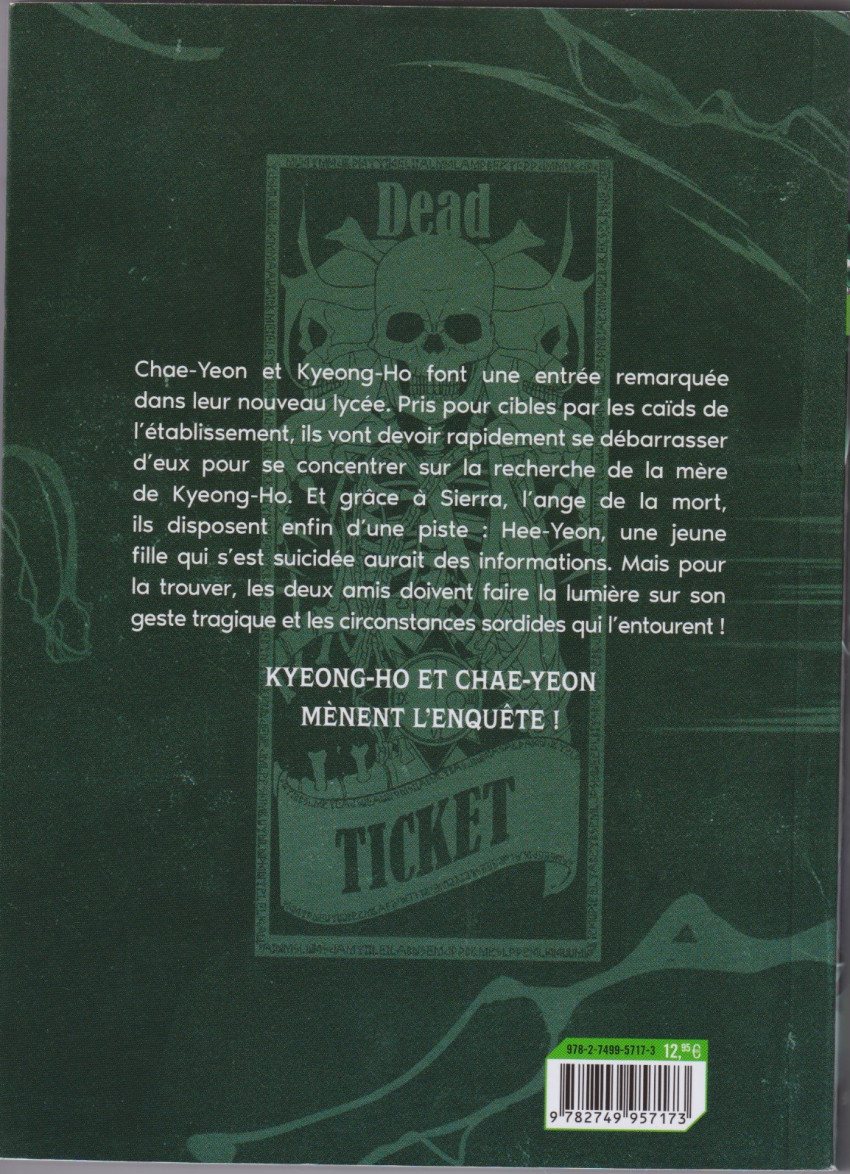 Dead
Chae-Yeon et Kyeong-Ho font une entrée remarquée
dans leur nouveau lycée. Pris pour cibles par les caïds de
l'établissement, ils vont devoir rapidement se débarrasser
d'eux pour se concentrer sur la recherche de la mère
de Kyeong-Ho. Et grâce à Sierra, l'ange de la mort,
ils disposent enfin d'une piste : Hee-Yeon, une jeune
fille qui s'est suicidée aurait des informations. Mais pour
la trouver, les deux amis doivent faire la lumière sur son
geste tragique et les circonstances sordides qui l'entourent !
KYEONG-HO ET CHAE-YEON
MÈNENT L'ENQUÊTE !
TICKET
978-2-7499-5717-3 12,95€
9 782749 957173